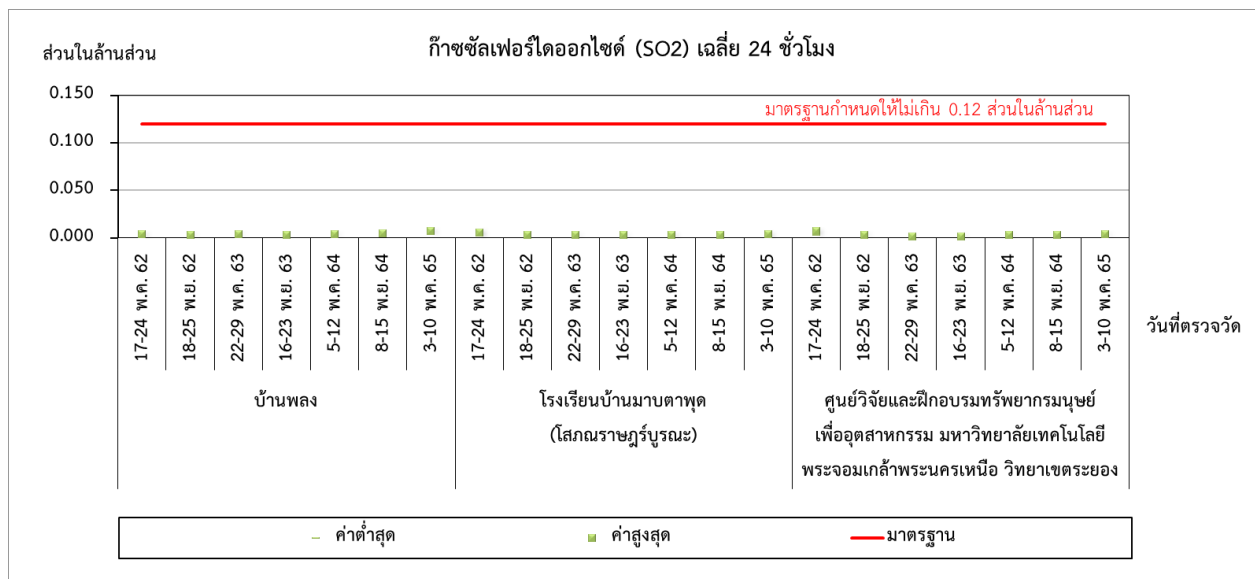 ก๊าซซัลเฟอร์ไดออกไซด์ (SO2) เฉลี่ย 24 ชั่วโมง
ส่วนในล้านส่วน
มาตรฐานกำหนดให้ไม่เกิน 0.12 ส่วนในล้านส่วน
0.150
0.100
0.050
0.000
17-24 พ.ค. 62
18-25 พ.ย. 62
22-29 พ.ค. 63
16-23 พ.ย. 63
5-12 พ.ค. 64
8-15 พ.ย. 64
3-10 พ.ค. 65
17-24 พ.ค. 62
18-25 พ.ย. 62
22-29 พ.ค. 63
16-23 พ.ย. 63
5-12 พ.ค. 64
8-15 พ.ย. 64
3-10 พ.ค. 65
17-24 พ.ค. 62
18-25 พ.ย. 62
22-29 พ.ค. 63
16-23 พ.ย. 63
5-12 พ.ค. 64
8-15 พ.ย. 64
3-10 พ.ค. 65
วันที่ตรวจวัด
บ้านพลง
โรงเรียนบ้านมาบตาพุด
(โสภณราษฎร์บูรณะ)
ศูนย์วิจัยและฝึกอบรมทรัพยากรมนุษย์
เพื่ออุตสาหกรรม มหาวิทยาลัยเทคโนโลยี
พระจอมเกล้าพระนครเหนือ วิทยาเขตระยอง
ค่าต่ำสุด
ค่าสูงสุด
มาตรฐาน